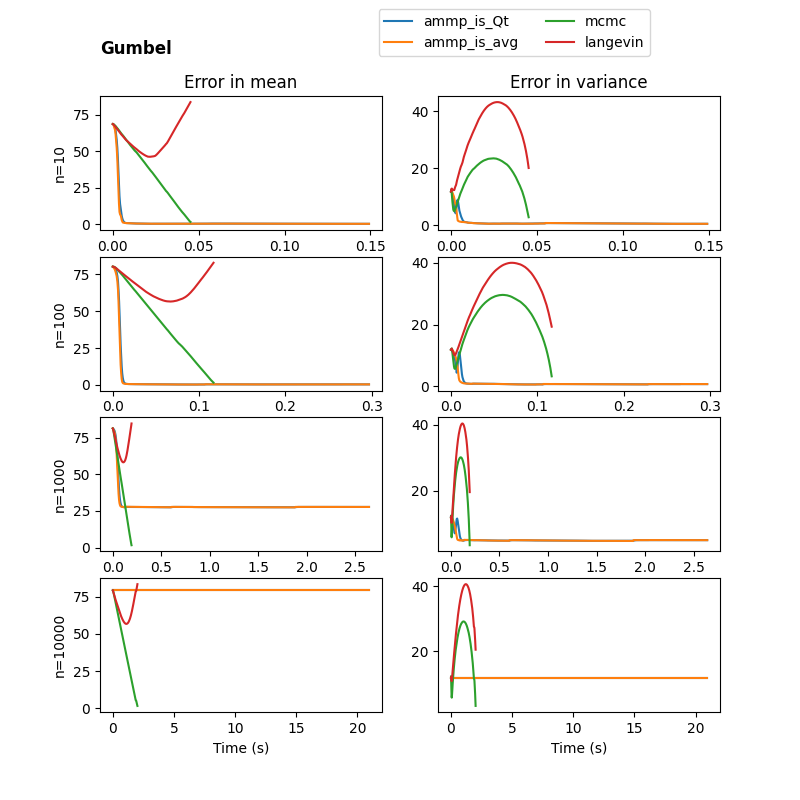 Gumbel
ammp_is_Qt mcmc
ammp_is_avg langevin
Error in mean Error in variance
75
50
25
0
n=10
0.00 0.05 0.10 0.15
40
20
0
0.00 0.05 0.10 0.15
75
50
25
0
n=100
0.0 0.1 0.2 0.3
40
20
0
0.0 0.1 0.2 0.3
75
50
25
0
n=1000
0.0 0.5 1.0 1.5 2.0 2.5
40
20
0.0 0.5 1.0 1.5 2.0 2.5
75
50
25
0
n=10000
0 5 10 15 20
Time (s)
40
20
0 5 10 15 20
Time (s)